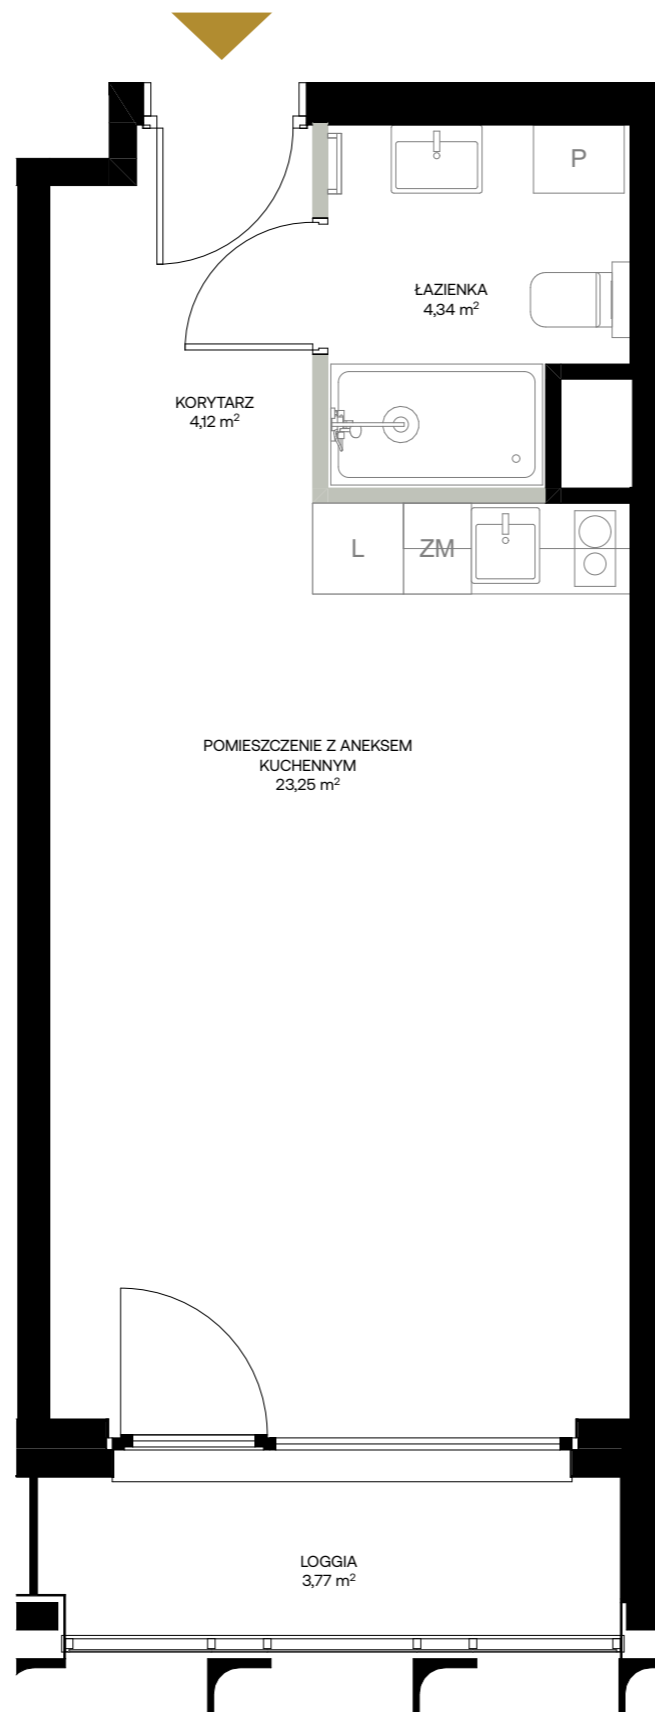 P
ŁAZIENKA
4,34 m²
KORYTARZ
4,12 m²
L
ZM
POMIESZCZENIE Z ANEKSEM
KUCHENNYM
23,25 m²
LOGGIA
3,77 m²